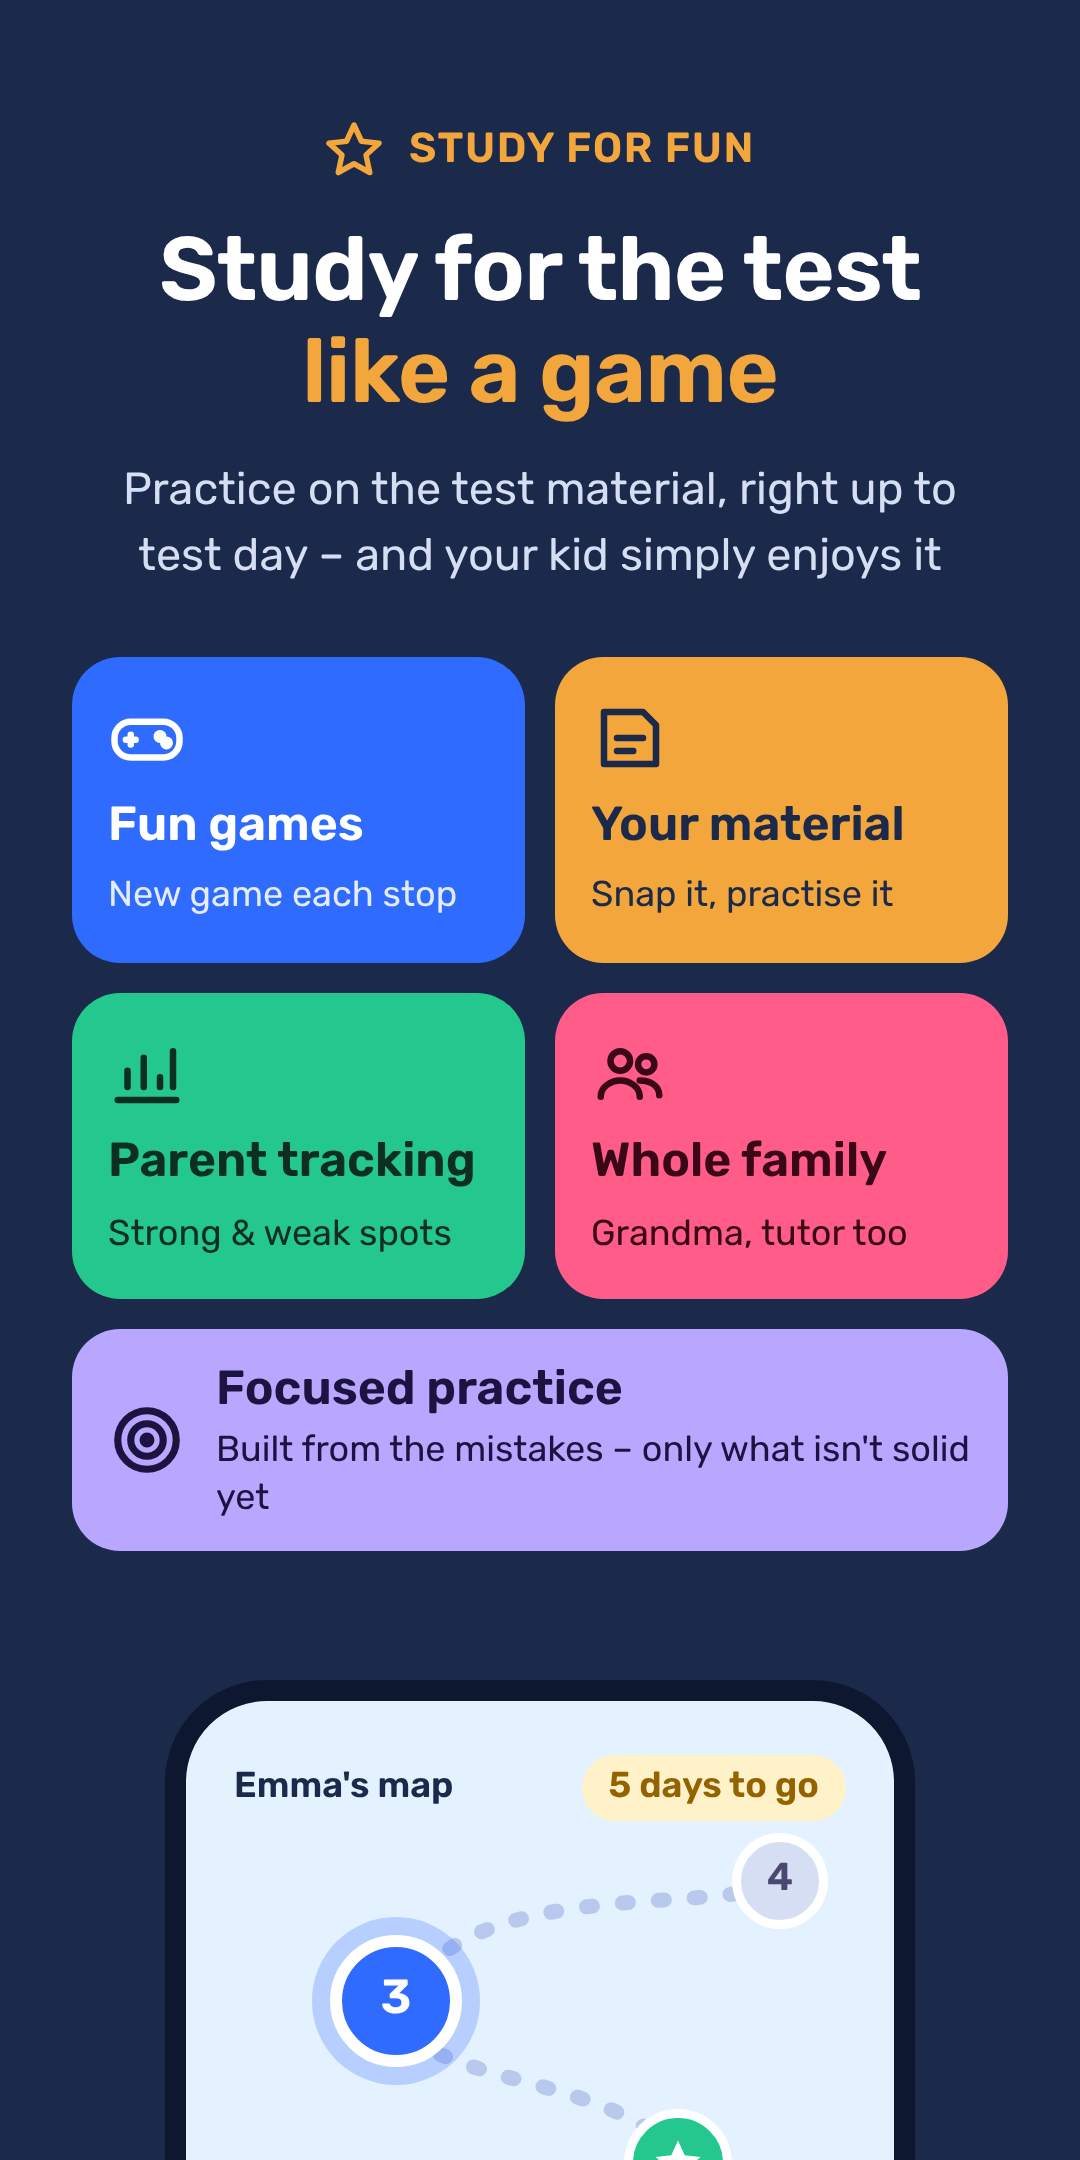 STUDY FOR FUN
Study for the test
like a game
Practice on the test material, right up to
test day – and your kid simply enjoys it
Fun games
New game each stop
Your material
Snap it, practise it
Parent tracking
Strong & weak spots
Whole family
Grandma, tutor too
Focused practice
Built from the mistakes – only what isn't solid
yet
Emma's map
5 days to go
4
3